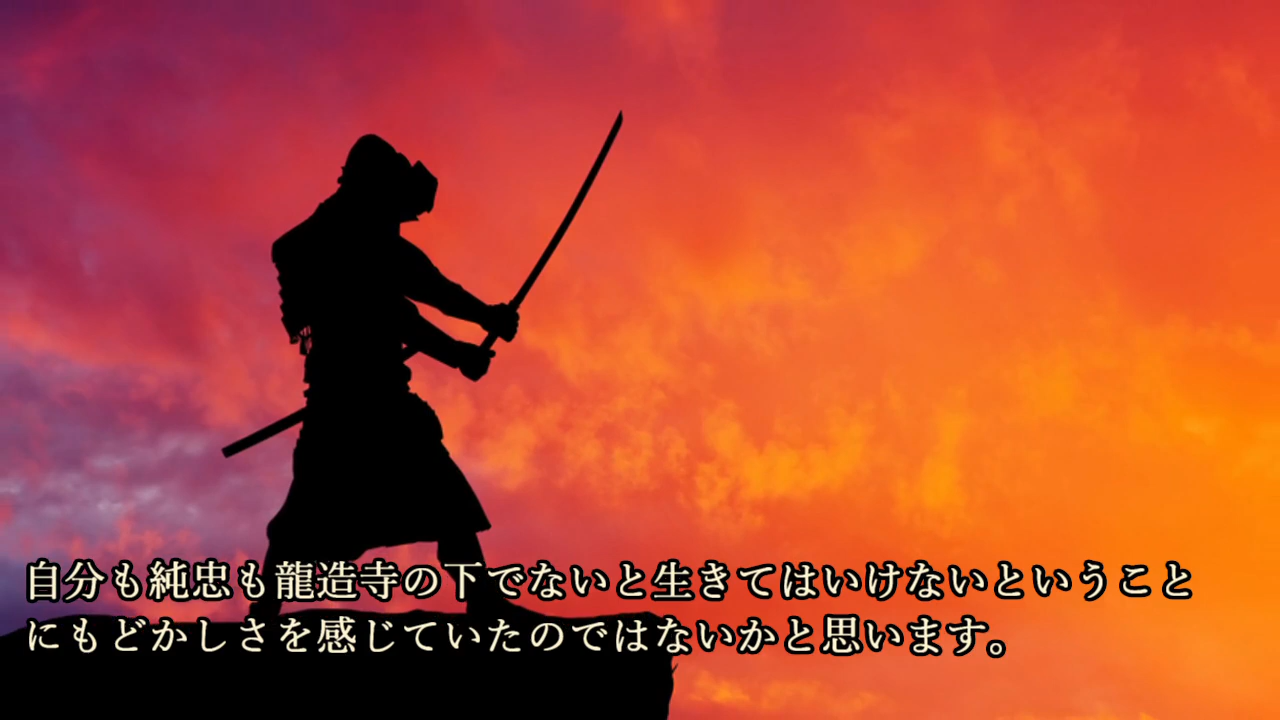 自分も純忠も龍造寺の下でないと生きてはいけないということ
にもどかしさを感じていたのではないかと思います。